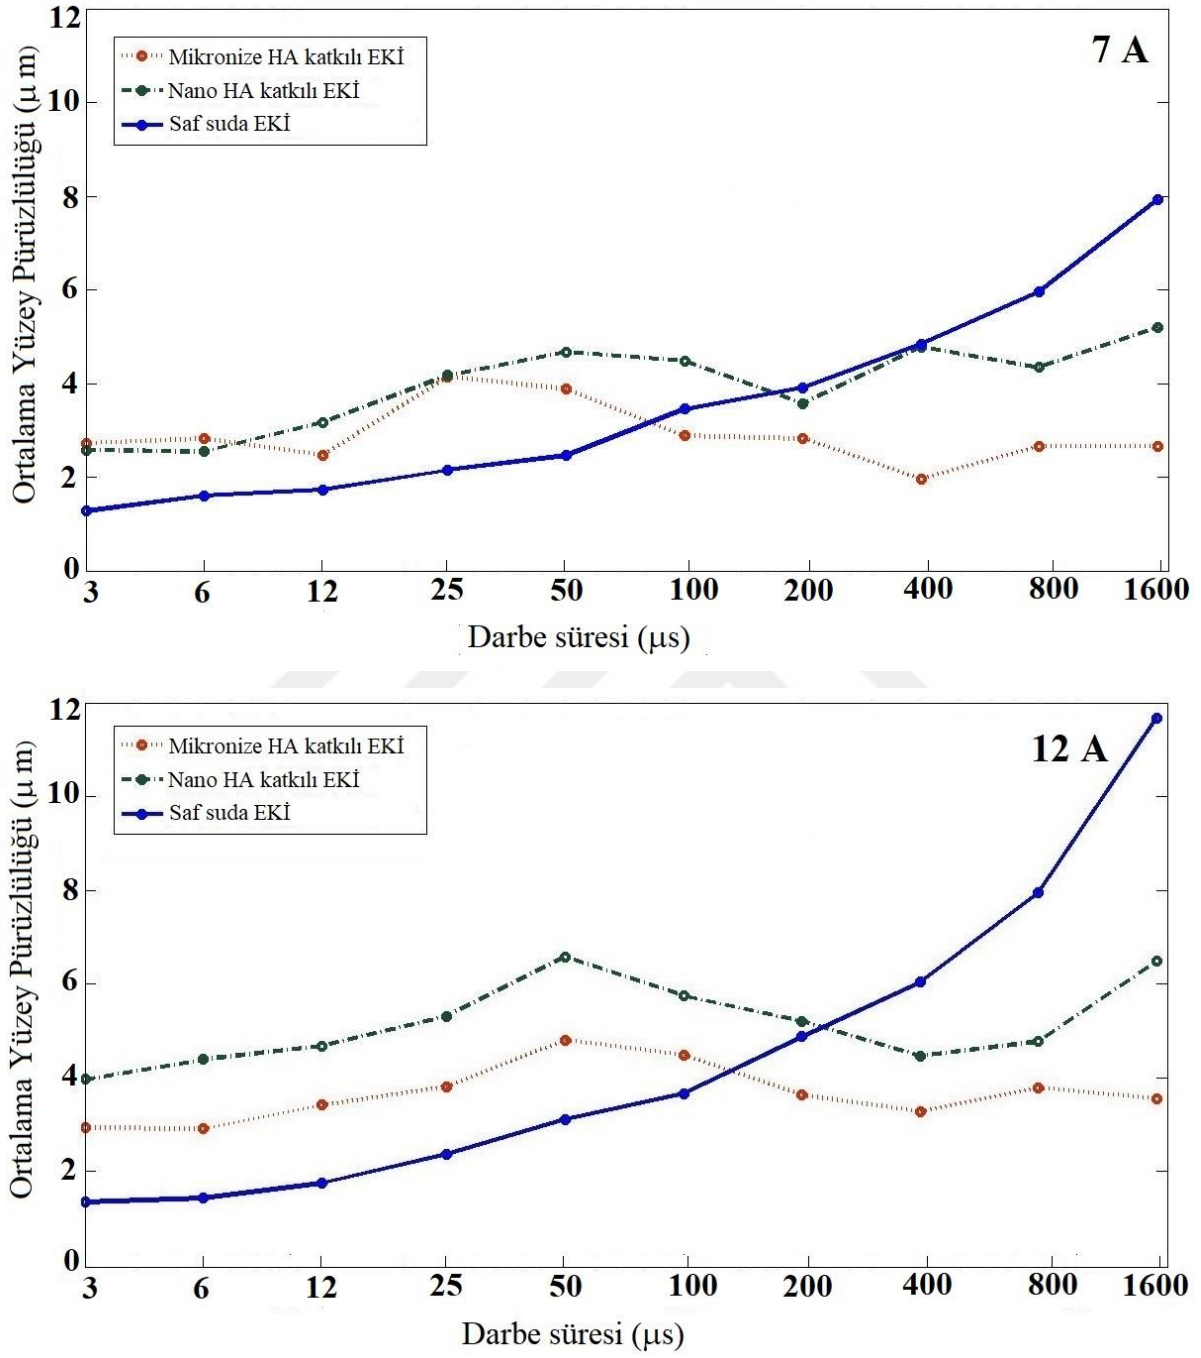 12
10
8
6
4
2
0
Ortalama Yüzey Pürüzlülüğü (μ m)
Mikronize HA katkılı EKİ
Nano HA katkılı EKİ
Saf suda EKİ
7 A
3 6 12 25 50 100 200 400 800 1600
Darbe süresi (μs)
12
10
8
6
4
2
0
Ortalama Yüzey Pürüzlülüğü (μ m)
Mikronize HA katkılı EKİ
Nano HA katkılı EKİ
Saf suda EKİ
12 A
3 6 12 25 50 100 200 400 800 1600
Darbe süresi (μs)